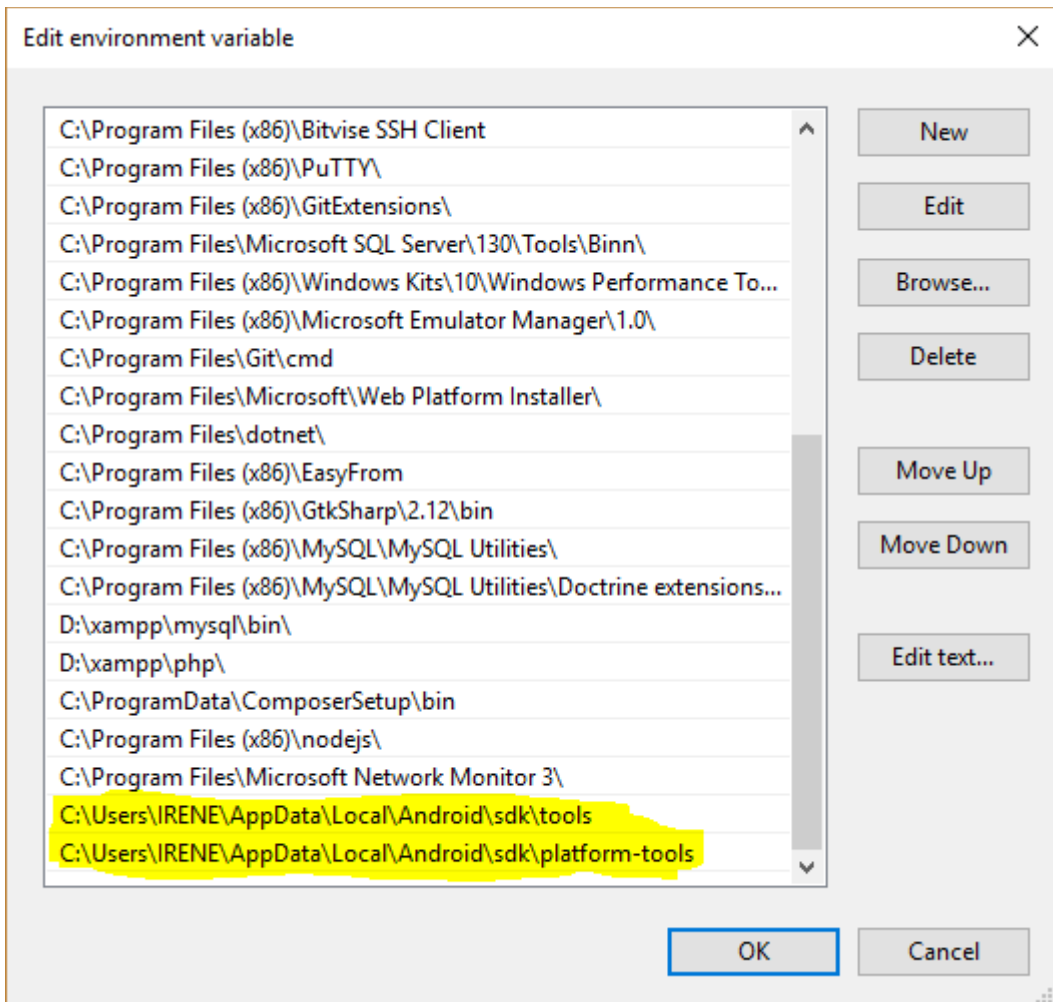 Edit environment variable
C:\Program Files (x86)\Bitvise SSH Client
C:\Program Files (x86)\PuTTY\
C:\Program Files (x86)\GitExtensions\
C:\Program Files\Microsoft SQL Server\130\Tools\Binn\
C:\Program Files (x86)\Windows Kits\10\Windows Performance To...
C:\Program Files (x86)\Microsoft Emulator Manager\1.0\
C:\Program Files\Git\cmd
C:\Program Files\Microsoft\Web Platform Installer\
C:\Program Files\dotnet\
C:\Program Files (x86)\EasyFrom
C:\Program Files (x86)\GtkSharp\2.12\bin
C:\Program Files (x86)\MySQL\MySQL Utilities\
C:\Program Files (x86)\MySQL\MySQL Utilities\Doctrine extensions...
D:\xampp\mysql\bin\
D:\xampp\php\
C:\ProgramData\ComposerSetup\bin
C:\Program Files (x86)\nodejs\
C:\Program Files\Microsoft Network Monitor 3\
C:\Users\IRENE\AppData\Local\Android\sdk\tools
C:\Users\IRENE\AppData\Local\Android\sdk\platform-tools
New
Edit
Browse...
Delete
Move Up
Move Down
Edit text...
OK
Cancel